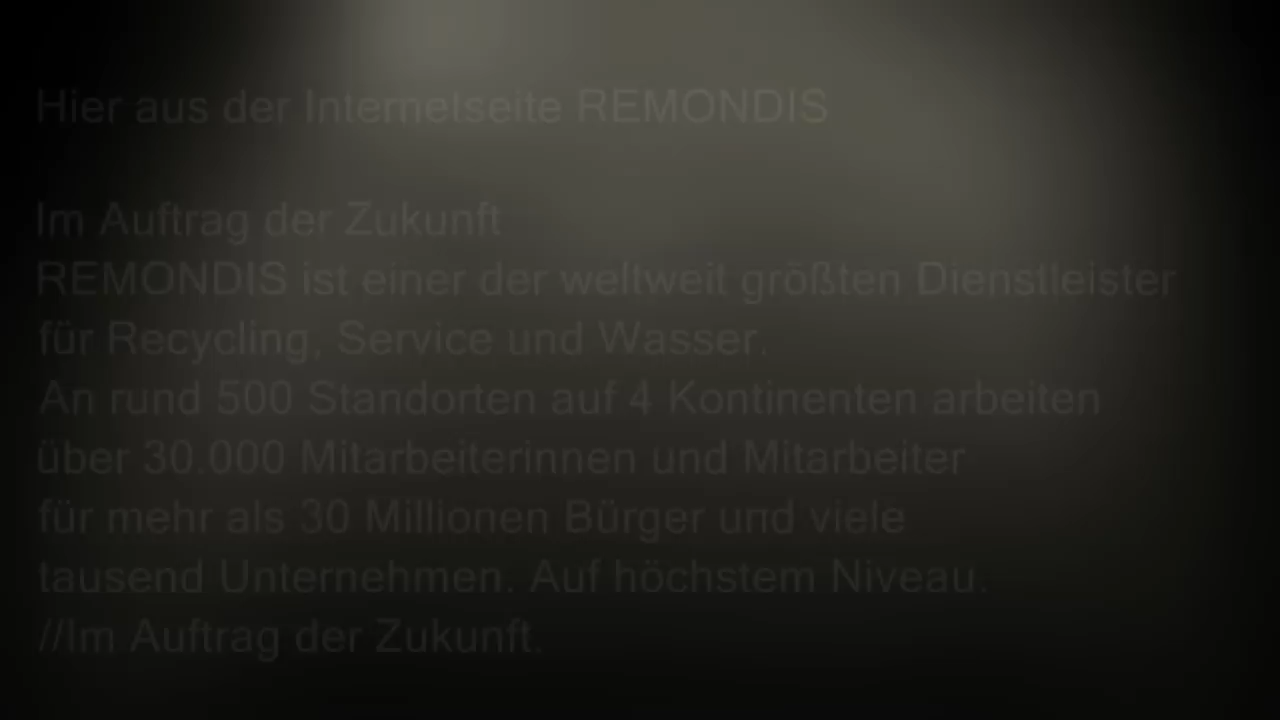 Hier aus der Internetseite REMONDIS
Im Auftrag der Zukunft
REMONDIS ist einer der weltweit größten Dienstleister
für Recycling, Service und Wasser.
An rund 500 Standorten auf 4 Kontinenten arbeiten
über 30.000 Mitarbeiterinnen und Mitarbeiter
für mehr als 30 Millionen Bürger und viele
tausend Unternehmen. Auf höchstem Niveau.
//Im Auftrag der Zukunft.